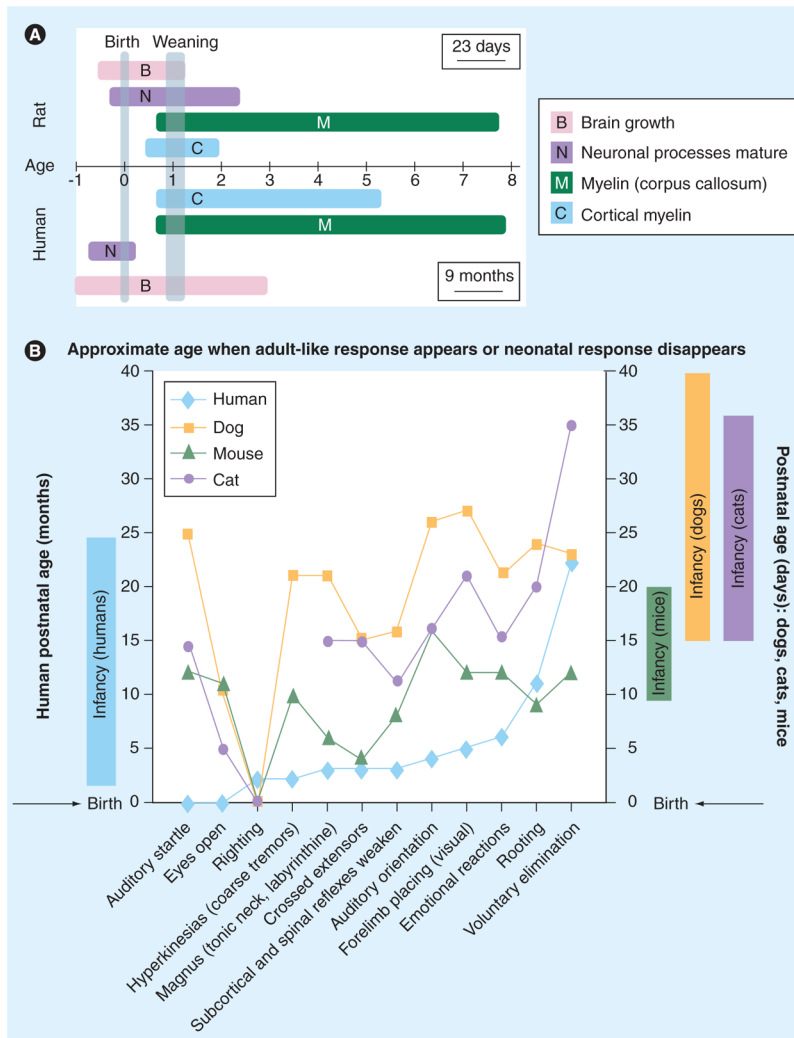 A
Birth Weaning
23 days
B
N
M
C
Rat
Age
-1 0 1 2 3 4 5 6 7 8
Human
C
M
N
B
9 months
B Brain growth
N Neuronal processes mature
M Myelin (corpus callosum)
C Cortical myelin
B Approximate age when adult-like response appears or neonatal response disappears
Human postnatal age (months)
Infancy (humans)
40
35
30
25
20
15
10
5
0
Birth
Human
Dog
Mouse
Cat
40
35
30
25
20
15
10
5
0
Birth
Infancy (mice)
Infancy (dogs)
Infancy (cats)
Postnatal age (days): dogs, cats, mice
Auditory startle
Eyes open
Righting
Hyperkinesias (coarse tremors)
Magnus (tonic neck, labyrinthine)
Crossed extensors
Subcortical and spinal reflexes weaken
Auditory orientation
Forelimb placing (visual)
Emotional reactions
Rooting
Voluntary elimination